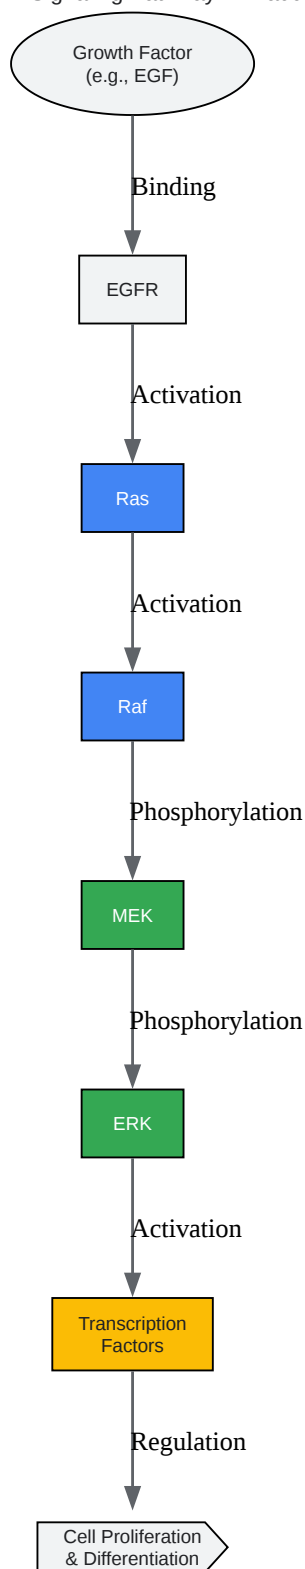 Growth Factor
(e.g., EGF)
Binding
EGFR
Activation
Ras
Activation
Raf
Phosphorylation
MEK
Phosphorylation
ERK
Activation
Transcription
Factors
Regulation
Cell Proliferation
& Differentiation